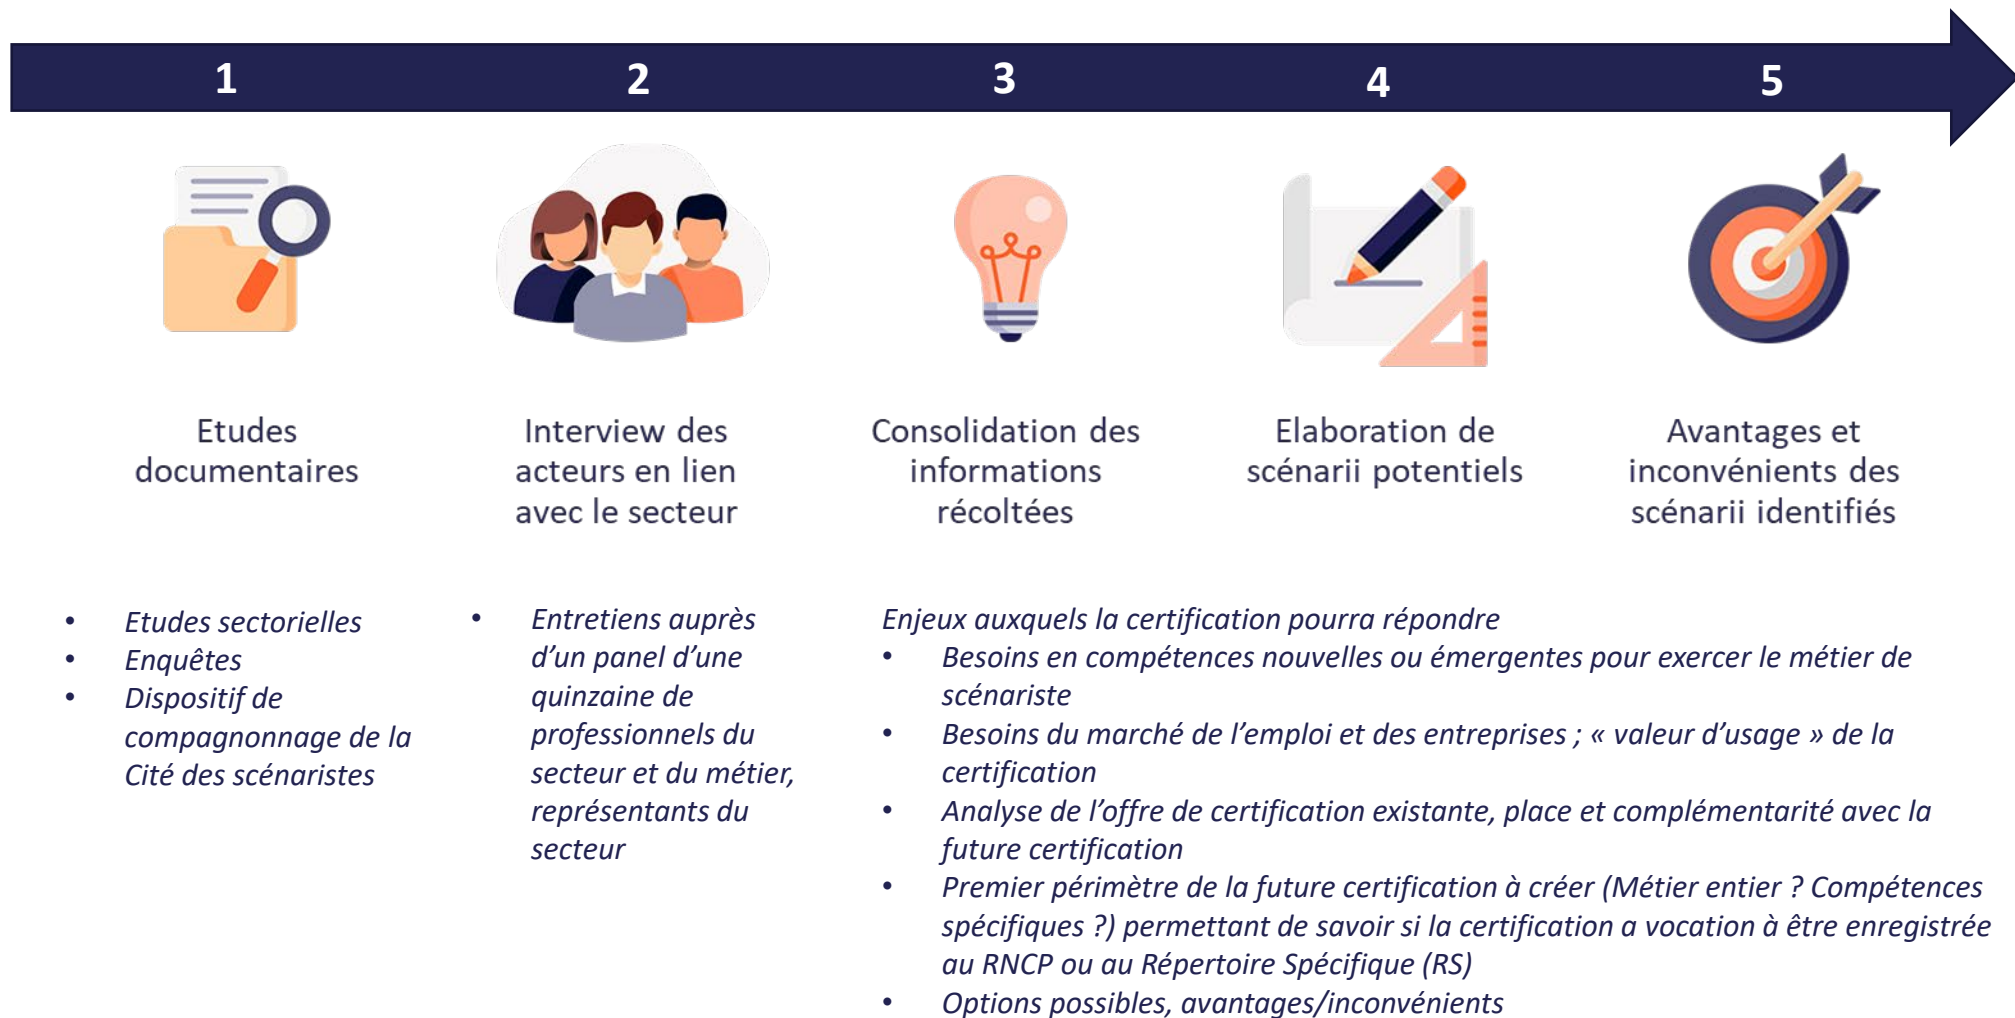 1
2
3
4
5
Etudes
documentaires
Interview des
acteurs en lien
avec le secteur
Consolidation des
informations
récoltées
Elaboration de
scénarii potentiels
Avantages et
inconvénients des
scénarii identifiés
• Etudes sectorielles
• Enquêtes
• Dispositif de
compagnonnage de la
Cité des scénaristes
• Entretiens auprès
d’un panel d’une
quinzaine de
professionnels du
secteur et du métier,
représentants du
secteur
Enjeux auxquels la certification pourra répondre
• Besoins en compétences nouvelles ou émergentes pour exercer le métier de
scénariste
• Besoins du marché de l’emploi et des entreprises ; « valeur d’usage » de la
certification
• Analyse de l’offre de certification existante, place et complémentarité avec la
future certification
• Premier périmètre de la future certification à créer (Métier entier ? Compétences
spécifiques ?) permettant de savoir si la certification a vocation à être enregistrée
au RNCP ou au Répertoire Spécifique (RS)
• Options possibles, avantages/inconvénients